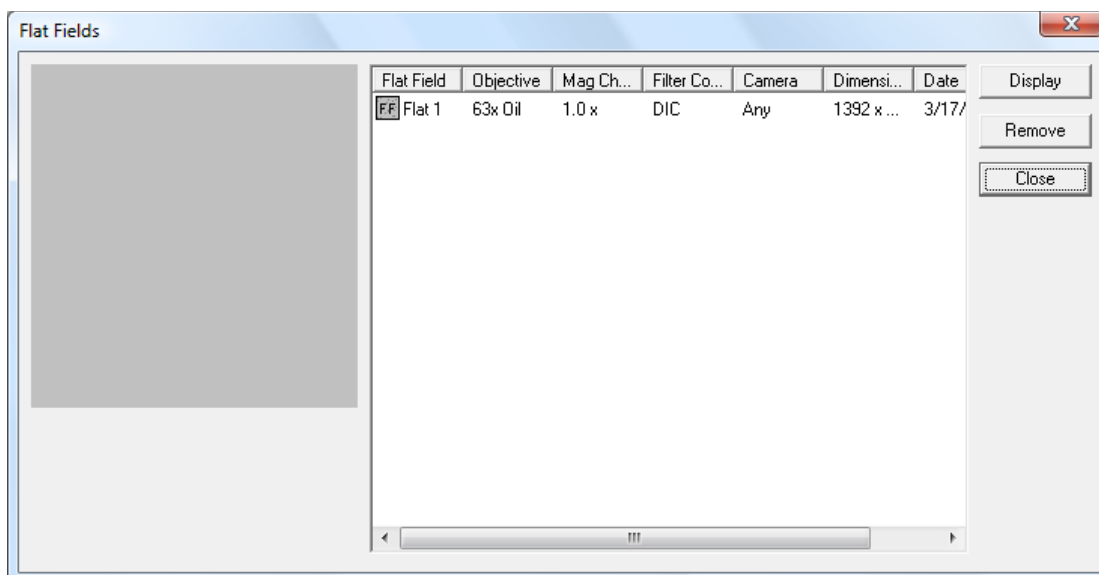 Flat Fields
Flat Field Objective Mag Ch... Filter Co... Camera Dimensi... Date
FF Flat 1 63x Oil 1.0 x DIC Any 1392 x ... 3/17/
Display
Remove
Close